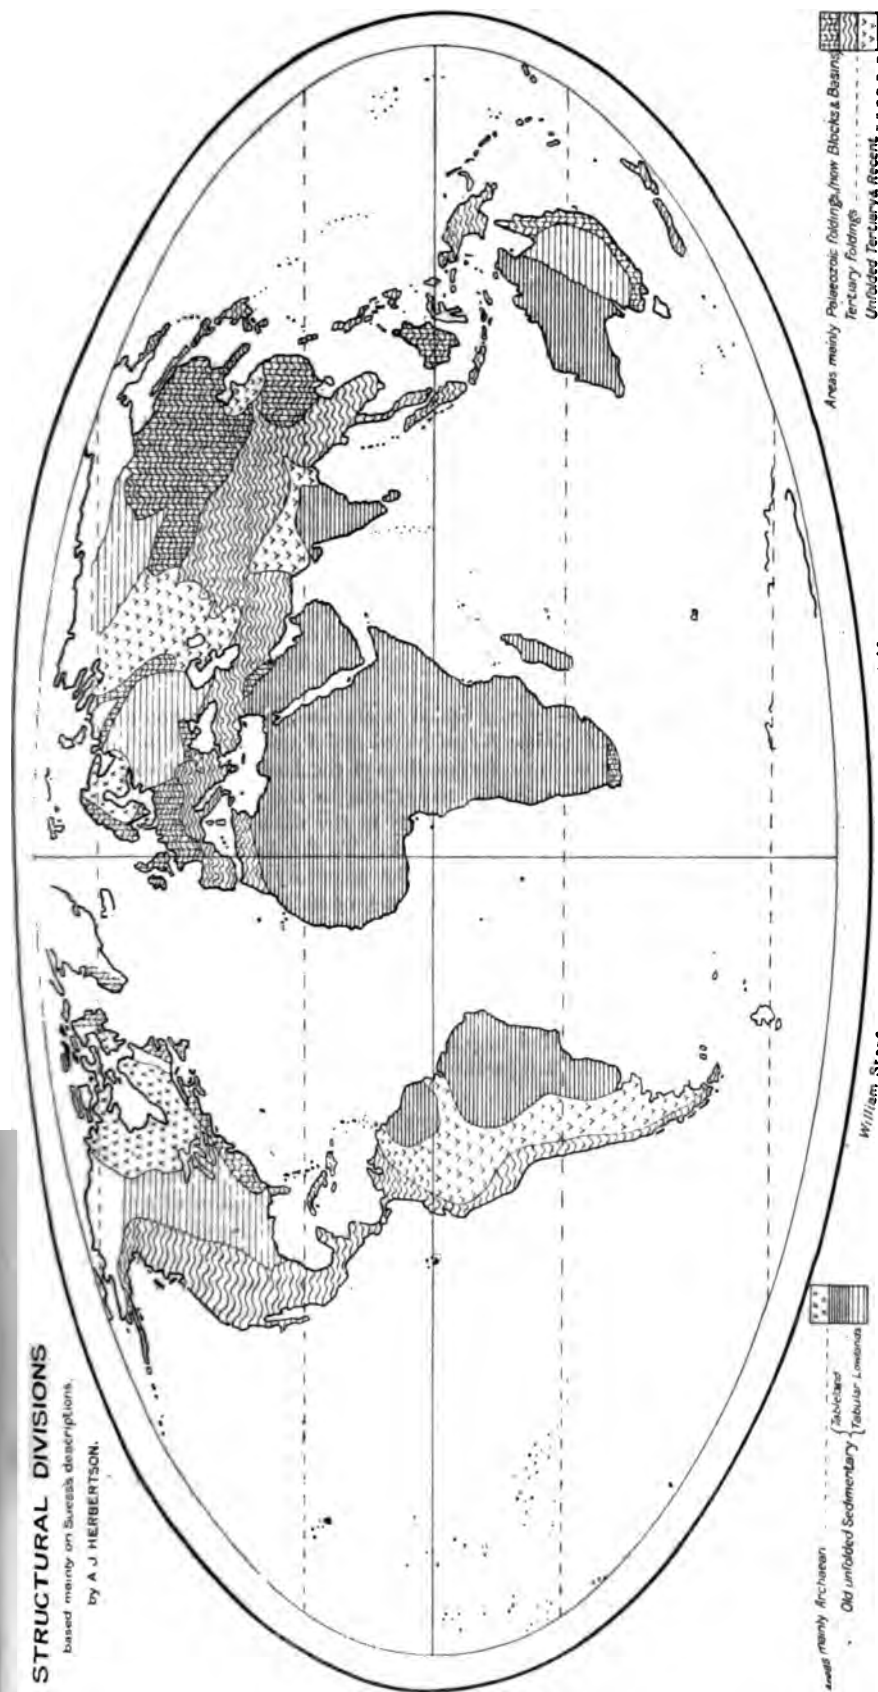 STRUCTURAL DIVISIONS
based mainly on Suess's descriptions,
by A J HERBERTSON.
Areas mainly Archaean
Old unfolded Sedimentary { Tableland
{ Tabular Lowlands
Areas mainly Palaeozoic foldings, (now Blocks & Basins)
Tertiary foldings
Unfolded Tertiary & Recent
William